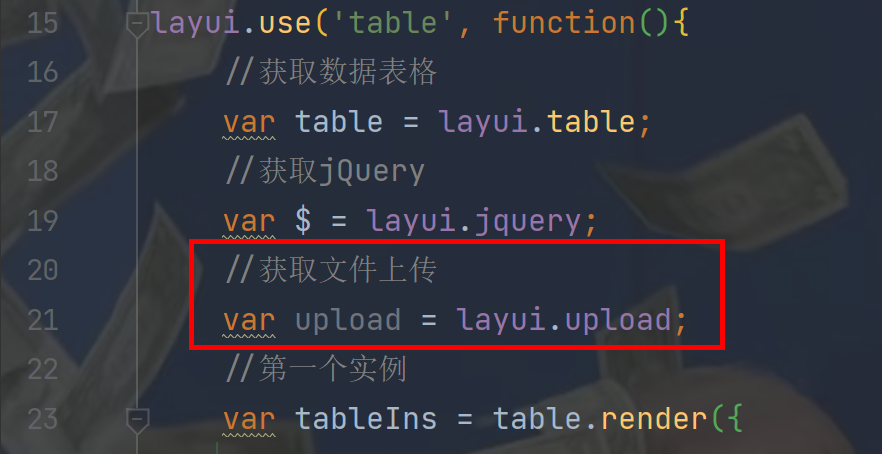 15 layui.use('table', function(){
16 //获取数据表格
17 var table = layui.table;
18 //获取jQuery
19 var $ = layui.jquery;
20 //获取文件上传
21 var upload = layui.upload;
22 //第一个实例
23 var tableIns = table.render({